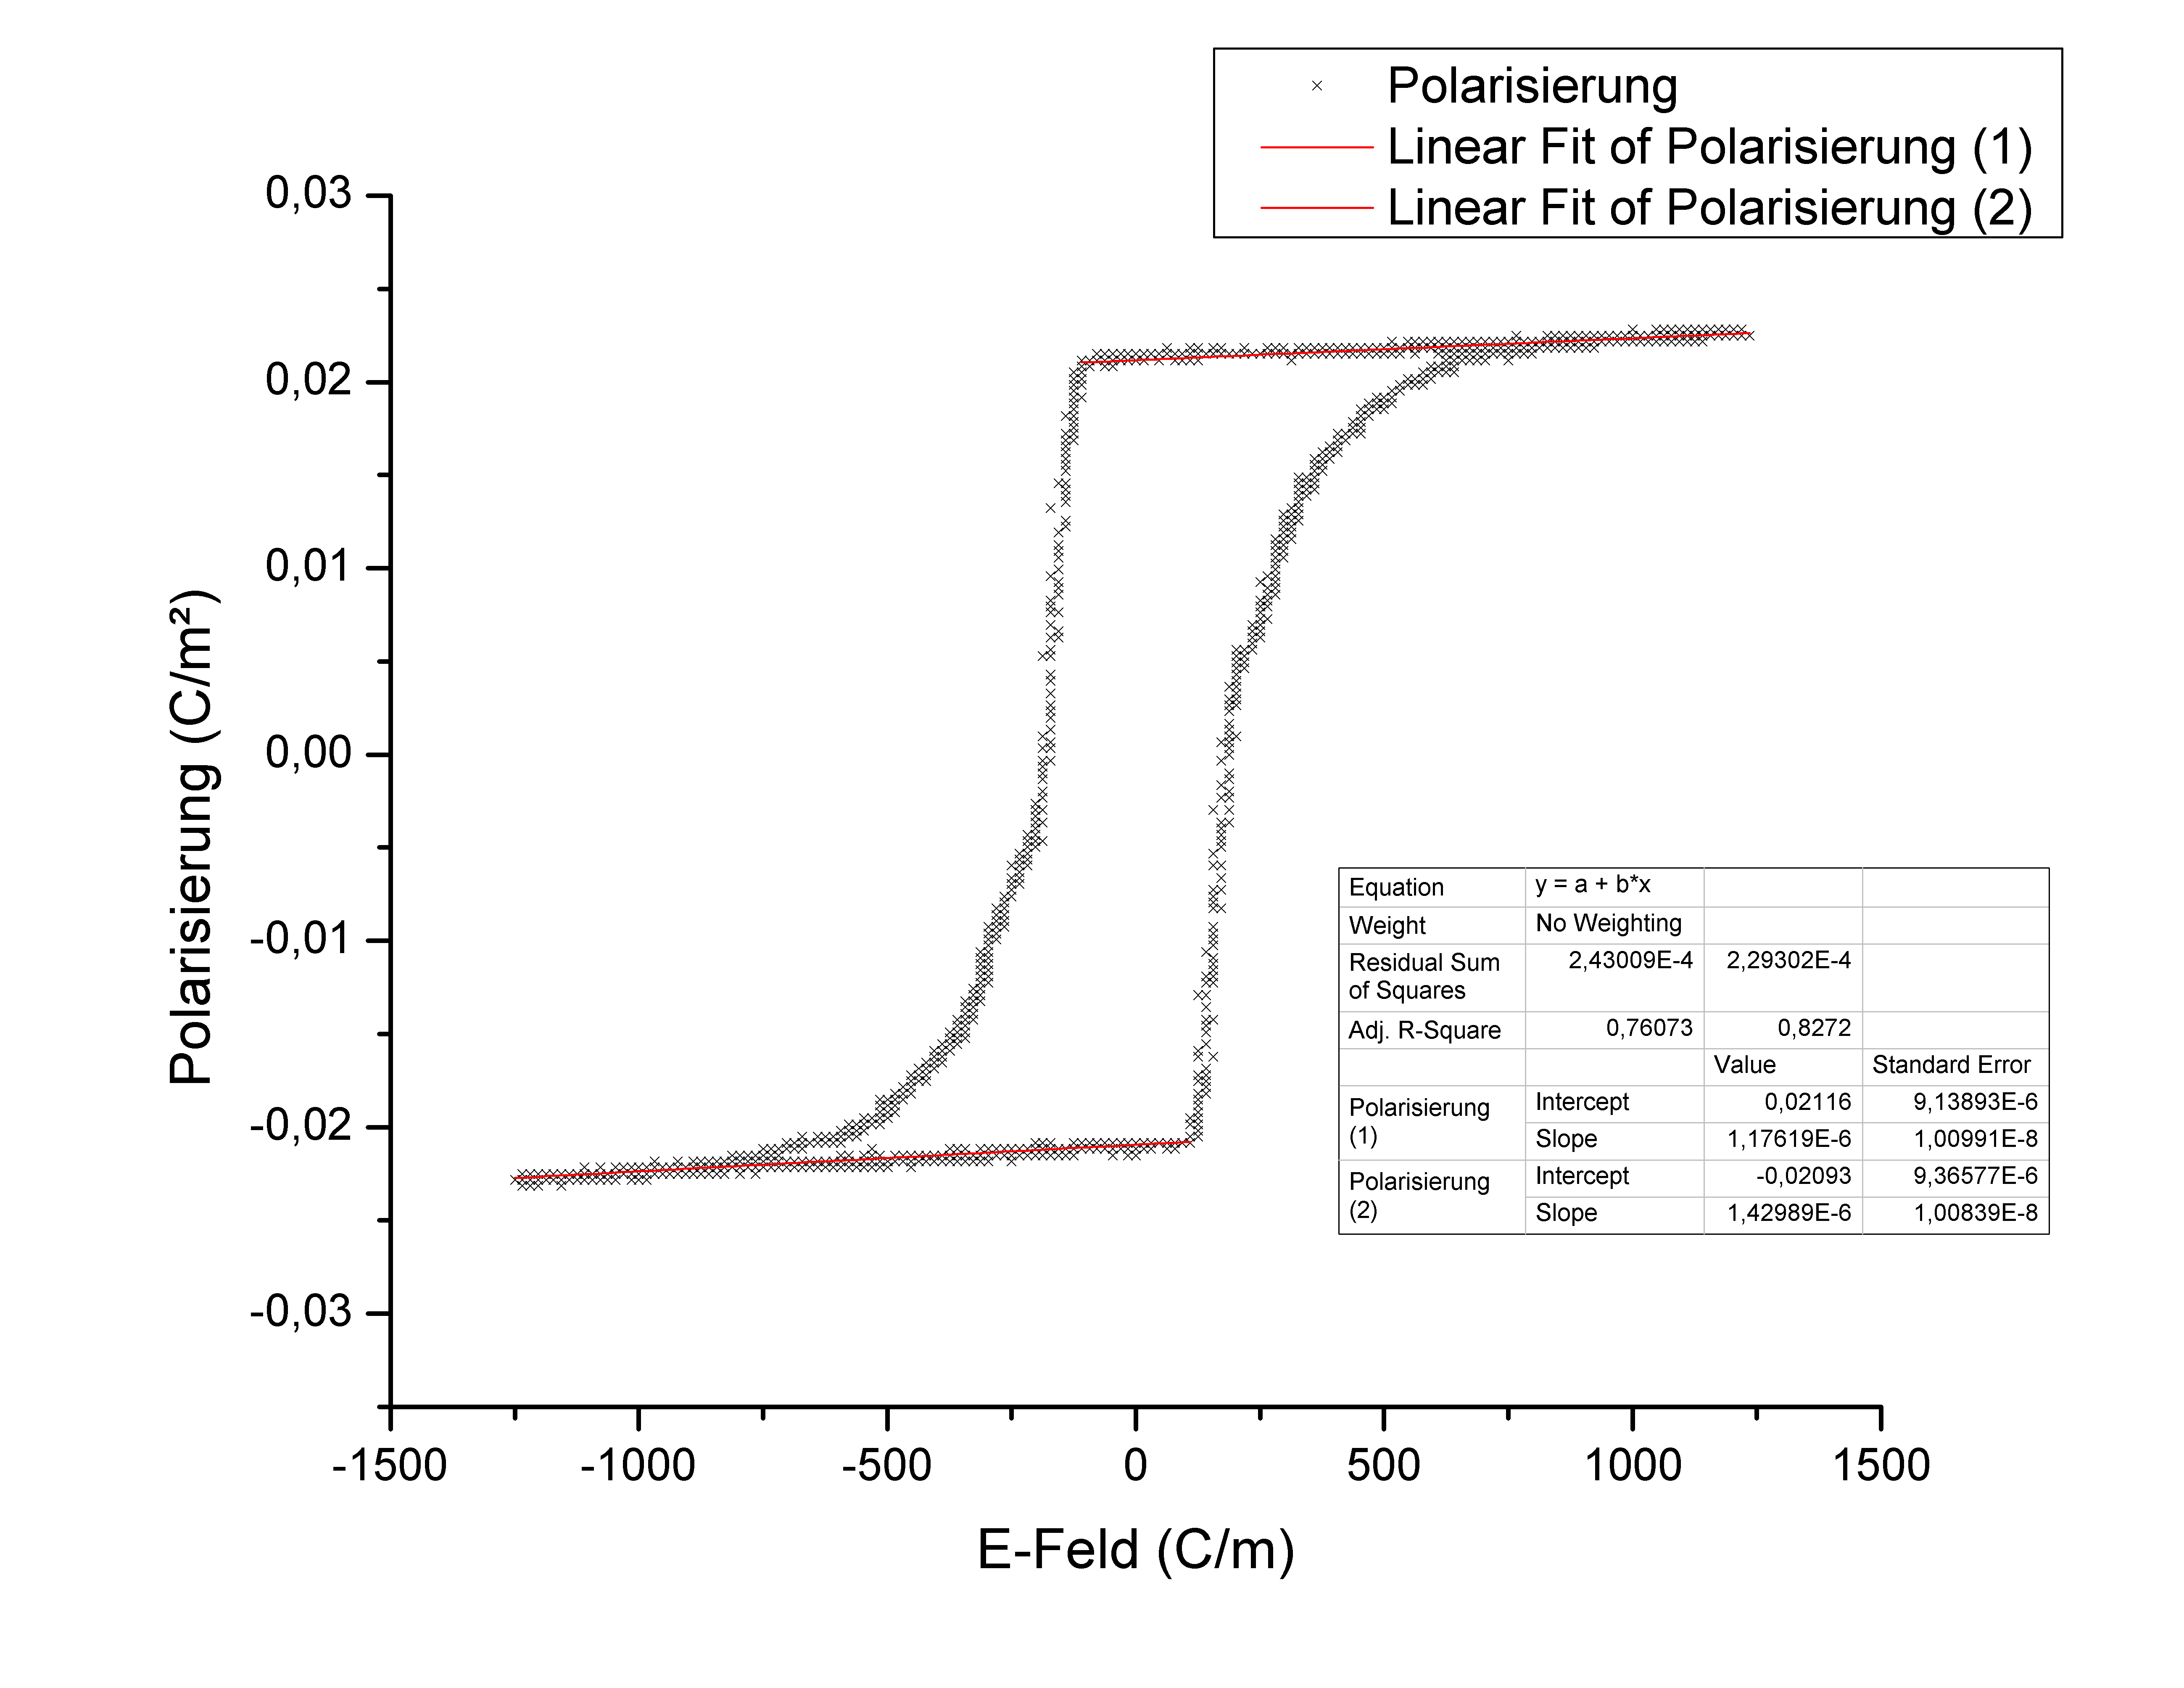 Polarisierung
Linear Fit of Polarisierung (1)
Linear Fit of Polarisierung (2)
0,03
0,02
0,01
0,00
-0,01
-0,02
-0,03
Polarisierung (C/m²)
Equation y = a + b*x
Weight No Weighting
Residual Sum of Squares 2,43009E-4 2,29302E-4
Adj. R-Square 0,76073 0,8272
Value Standard Error
Polarisierung (1) Intercept 0,02116 9,13893E-6
Slope 1,17619E-6 1,00991E-8
Polarisierung (2) Intercept -0,02093 9,36577E-6
Slope 1,42989E-6 1,00839E-8
-1500 -1000 -500 0 500 1000 1500
E-Feld (C/m)